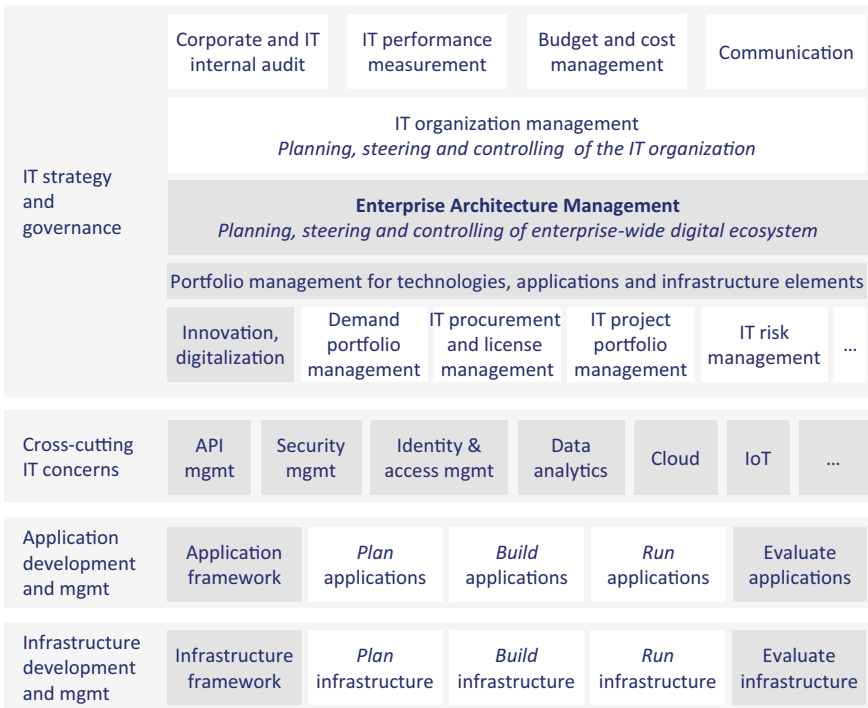 Corporate and IT
internal audit
IT performance
measurement
Budget and cost
management
Communication
IT strategy
and
governance
IT organization management
Planning, steering and controlling of the IT organization
Enterprise Architecture Management
Planning, steering and controlling of enterprise-wide digital ecosystem
Portfolio management for technologies, applications and infrastructure elements
Innovation,
digitalization
Demand
portfolio
management
IT procurement
and license
management
IT project
portfolio
management
IT risk
management
...
Cross-cutting
IT concerns
API
mgmt
Security
mgmt
Identity &
access mgmt
Data
analytics
Cloud
IoT
...
Application
development
and mgmt
Application
framework
Plan
applications
Build
applications
Run
applications
Evaluate
applications
Infrastructure
development
and mgmt
Infrastructure
framework
Plan
infrastructure
Build
infrastructure
Run
infrastructure
Evaluate
infrastructure